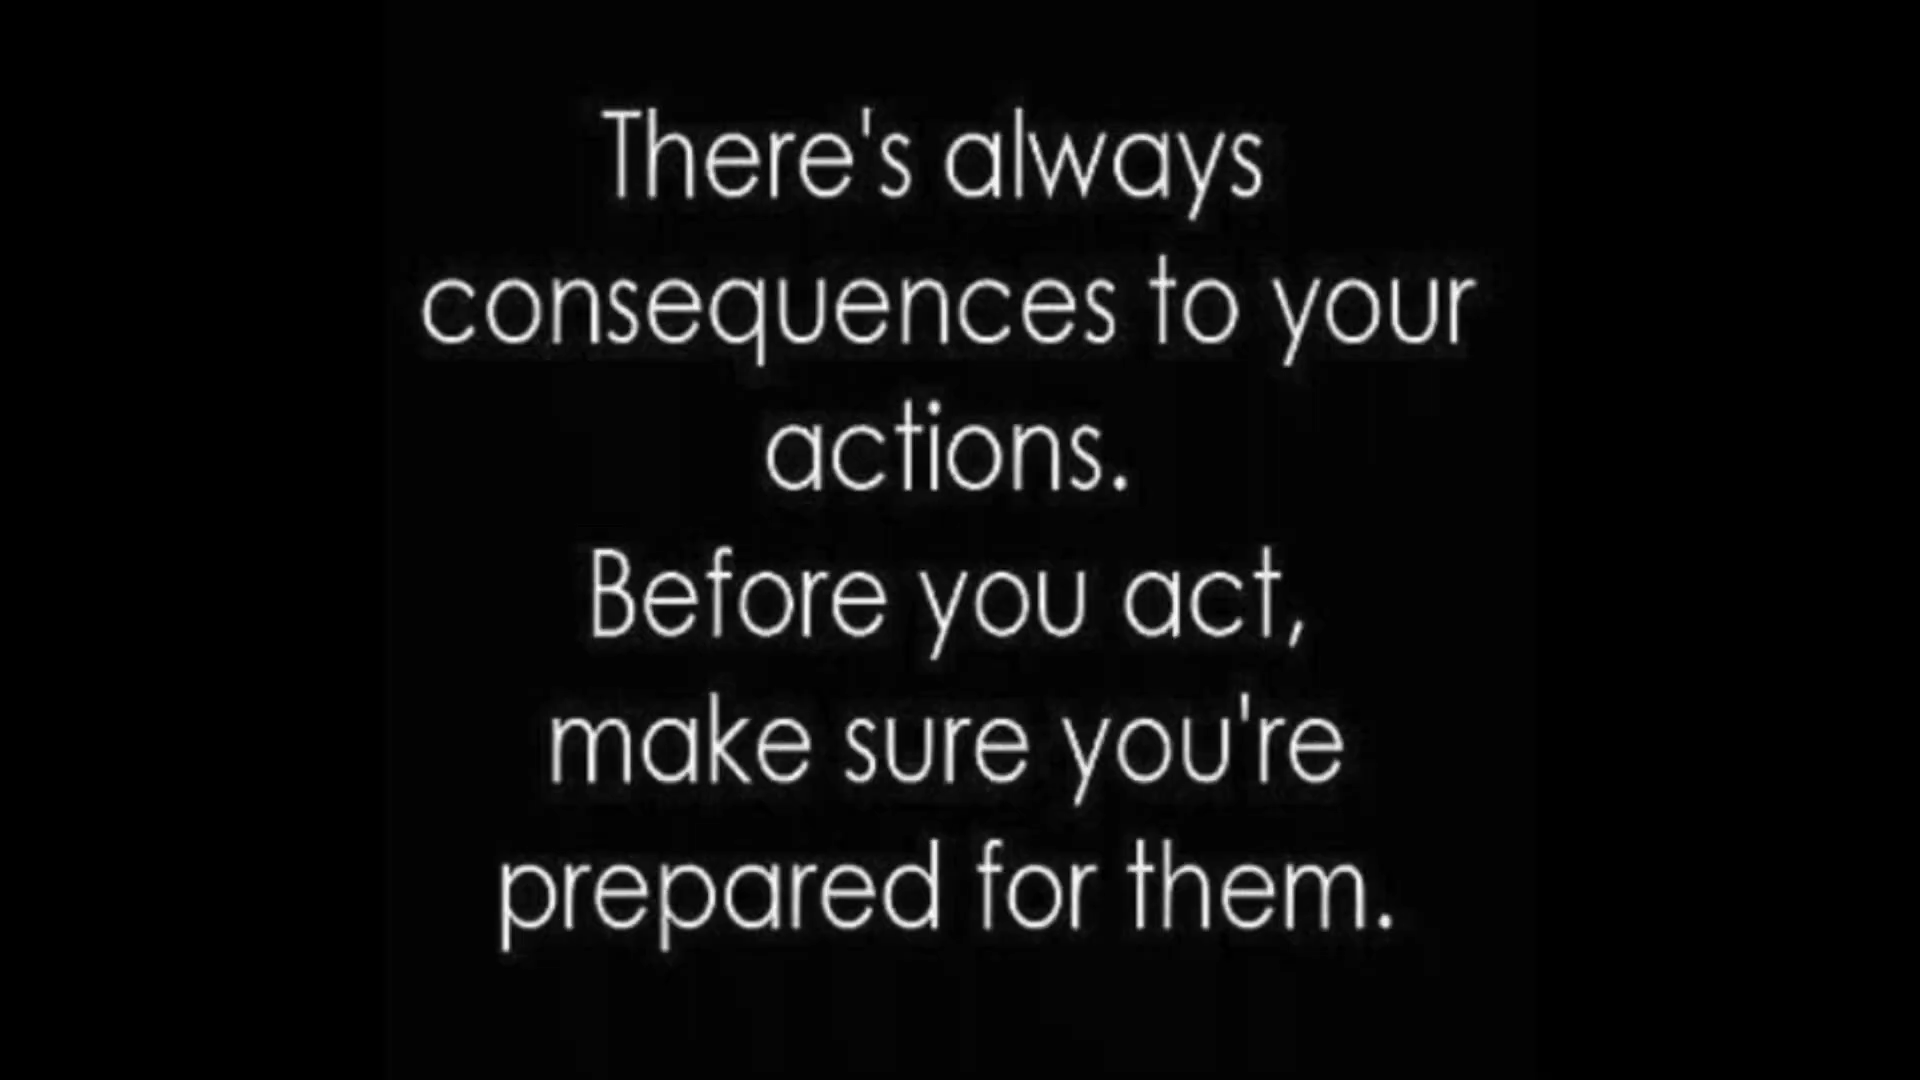 There's always
consequences to your
actions.
Before you act,
make sure you're
prepared for them.